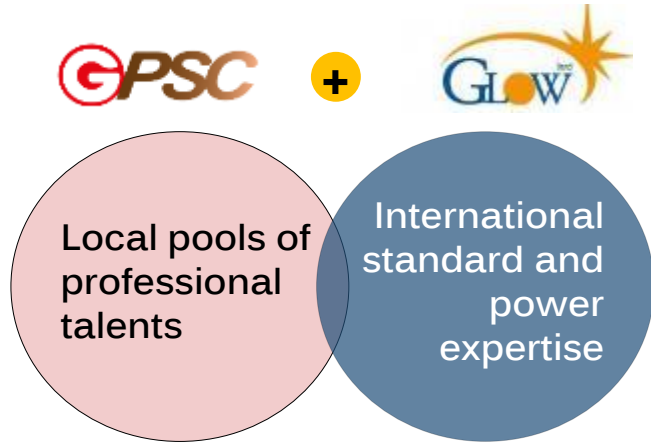 GPSC + GLOW
Local pools of
professional
talents
International
standard and
power
expertise